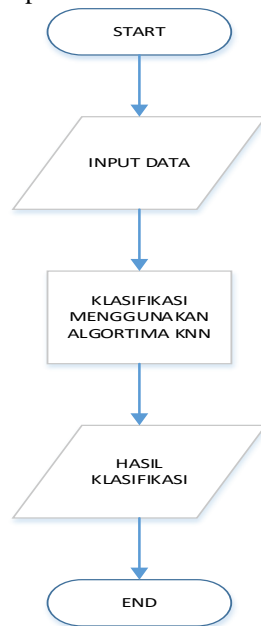 START
INPUT DATA
KLASIFIKASI
MENGGUNAKAN
ALGORTIMA KNN
HASIL
KLASIFIKASI
END